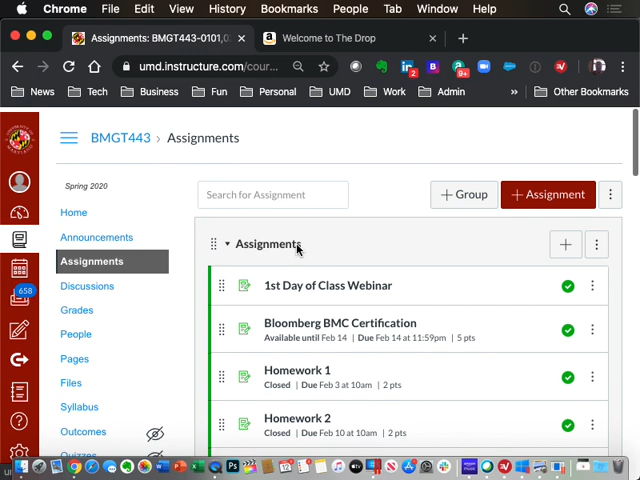 Chrome File Edit View History Bookmarks People Tab Window Help
Assignments: BMGT443-0101,0 Welcome to The Drop
umd.instructure.com/cour...
2 9+
News Tech Business Fun Personal UMD Work Admin » Other Bookmarks
BMGT443 › Assignments
Spring 2020
Search for Assignment
+ Group
+ Assignment
Home
Announcements
Assignments
Discussions
Grades
People
Pages
Files
Syllabus
Outcomes
Quizzes
658
Assignments
1st Day of Class Webinar
Bloomberg BMC Certification
Available until Feb 14 | Due Feb 14 at 11:59pm | 5 pts
Homework 1
Closed | Due Feb 3 at 10am | 2 pts
Homework 2
Closed | Due Feb 10 at 10am | 2 pts